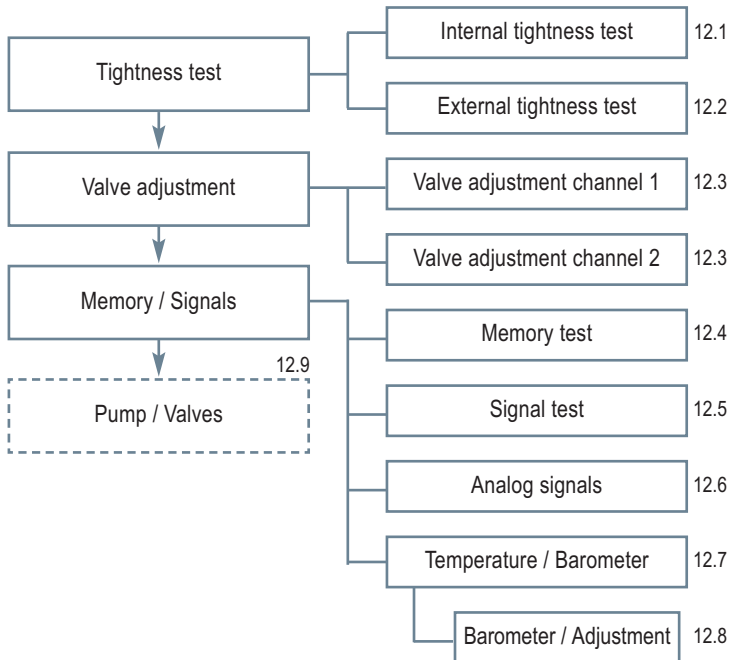 Tightness test
Internal tightness test 12.1
External tightness test 12.2
Valve adjustment
Valve adjustment channel 1 12.3
Valve adjustment channel 2 12.3
Memory / Signals
Memory test 12.4
Signal test 12.5
Analog signals 12.6
Temperature / Barometer 12.7
Barometer / Adjustment 12.8
12.9
Pump / Valves